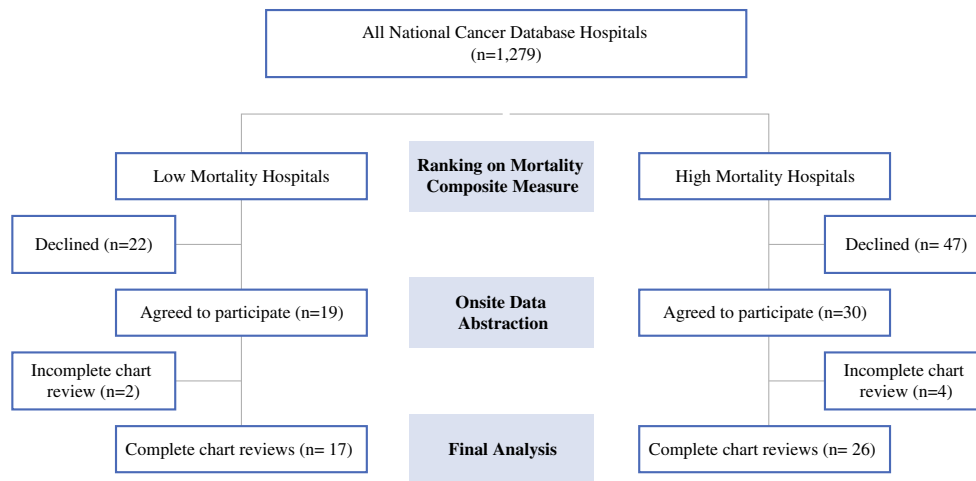 All National Cancer Database Hospitals
(n=1,279)
Ranking on Mortality
Composite Measure
Low Mortality Hospitals
High Mortality Hospitals
Declined (n=22)
Declined (n= 47)
Agreed to participate (n=19)
Onsite Data
Abstraction
Agreed to participate (n=30)
Incomplete chart
review (n=2)
Incomplete chart
review (n=4)
Complete chart reviews (n= 17)
Final Analysis
Complete chart reviews (n= 26)